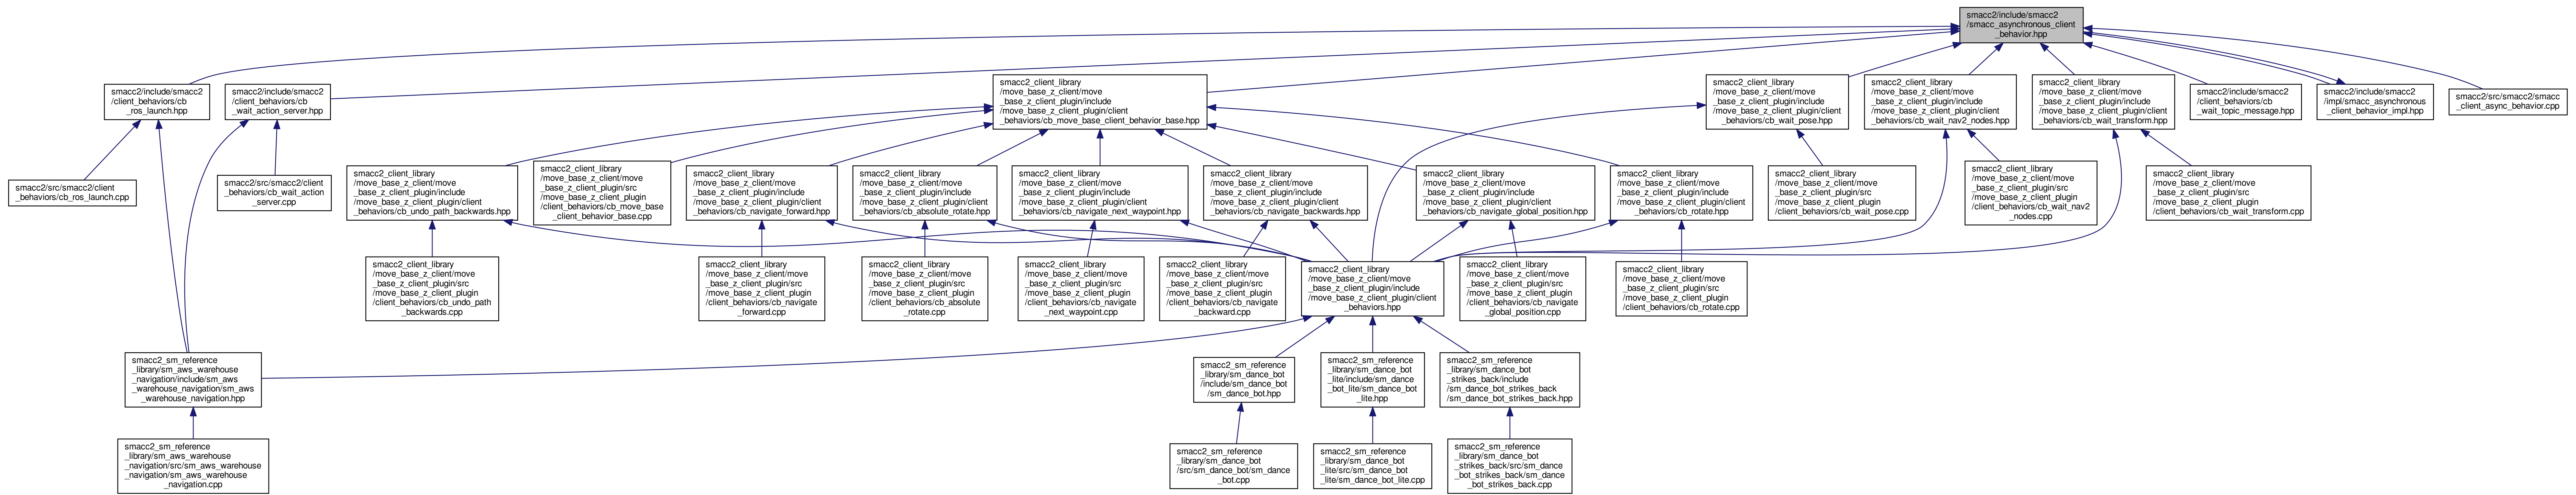 smacc2/include/smacc2
/smacc_asynchronous_client
_behavior.hpp
smacc2/include/smacc2
/client_behaviors/cb
_ros_launch.hpp
smacc2/include/smacc2
/client_behaviors/cb
_wait_action_server.hpp
smacc2_client_library
/move_base_z_client/move
_base_z_client_plugin/include
/move_base_z_client_plugin/client
_behaviors/cb_move_base_client_behavior_base.hpp
smacc2_client_library
/move_base_z_client/move
_base_z_client_plugin/include
/move_base_z_client_plugin/client
_behaviors/cb_wait_pose.hpp
smacc2_client_library
/move_base_z_client/move
_base_z_client_plugin/include
/move_base_z_client_plugin/client
_behaviors/cb_wait_nav2_nodes.hpp
smacc2_client_library
/move_base_z_client/move
_base_z_client_plugin/include
/move_base_z_client_plugin/client
_behaviors/cb_wait_transform.hpp
smacc2/include/smacc2
/client_behaviors/cb
_wait_topic_message.hpp
smacc2/include/smacc2
/impl/smacc_asynchronous
_client_behavior_impl.hpp
smacc2/src/smacc2/smacc
_client_async_behavior.cpp
smacc2/src/smacc2/client
_behaviors/cb_ros_launch.cpp
smacc2/src/smacc2/client
_behaviors/cb_wait_action
_server.cpp
smacc2_client_library
/move_base_z_client/move
_base_z_client_plugin/include
/move_base_z_client_plugin/client
_behaviors/cb_undo_path_backwards.hpp
smacc2_client_library
/move_base_z_client/move
_base_z_client_plugin/src
/move_base_z_client_plugin
/client_behaviors/cb_move_base
_client_behavior_base.cpp
smacc2_client_library
/move_base_z_client/move
_base_z_client_plugin/include
/move_base_z_client_plugin/client
_behaviors/cb_navigate_forward.hpp
smacc2_client_library
/move_base_z_client/move
_base_z_client_plugin/include
/move_base_z_client_plugin/client
_behaviors/cb_absolute_rotate.hpp
smacc2_client_library
/move_base_z_client/move
_base_z_client_plugin/include
/move_base_z_client_plugin/client
_behaviors/cb_navigate_next_waypoint.hpp
smacc2_client_library
/move_base_z_client/move
_base_z_client_plugin/include
/move_base_z_client_plugin/client
_behaviors/cb_navigate_backwards.hpp
smacc2_client_library
/move_base_z_client/move
_base_z_client_plugin/include
/move_base_z_client_plugin/client
_behaviors/cb_navigate_global_position.hpp
smacc2_client_library
/move_base_z_client/move
_base_z_client_plugin/include
/move_base_z_client_plugin/client
_behaviors/cb_rotate.hpp
smacc2_client_library
/move_base_z_client/move
_base_z_client_plugin/src
/move_base_z_client_plugin
/client_behaviors/cb_wait_pose.cpp
smacc2_client_library
/move_base_z_client/move
_base_z_client_plugin/src
/move_base_z_client_plugin
/client_behaviors/cb_wait_nav2
_nodes.cpp
smacc2_client_library
/move_base_z_client/move
_base_z_client_plugin/src
/move_base_z_client_plugin
/client_behaviors/cb_wait_transform.cpp
smacc2_client_library
/move_base_z_client/move
_base_z_client_plugin/src
/move_base_z_client_plugin
/client_behaviors/cb_undo_path
_backwards.cpp
smacc2_client_library
/move_base_z_client/move
_base_z_client_plugin/src
/move_base_z_client_plugin
/client_behaviors/cb_navigate
_forward.cpp
smacc2_client_library
/move_base_z_client/move
_base_z_client_plugin/src
/move_base_z_client_plugin
/client_behaviors/cb_absolute
_rotate.cpp
smacc2_client_library
/move_base_z_client/move
_base_z_client_plugin/src
/move_base_z_client_plugin
/client_behaviors/cb_navigate
_next_waypoint.cpp
smacc2_client_library
/move_base_z_client/move
_base_z_client_plugin/src
/move_base_z_client_plugin
/client_behaviors/cb_navigate
_backward.cpp
smacc2_client_library
/move_base_z_client/move
_base_z_client_plugin/include
/move_base_z_client_plugin/client
_behaviors.hpp
smacc2_client_library
/move_base_z_client/move
_base_z_client_plugin/src
/move_base_z_client_plugin
/client_behaviors/cb_navigate
_global_position.cpp
smacc2_client_library
/move_base_z_client/move
_base_z_client_plugin/src
/move_base_z_client_plugin
/client_behaviors/cb_rotate.cpp
smacc2_sm_reference
_library/sm_aws_warehouse
_navigation/include/sm_aws
_warehouse_navigation/sm_aws
_warehouse_navigation.hpp
smacc2_sm_reference
_library/sm_dance_bot
/include/sm_dance_bot
/sm_dance_bot.hpp
smacc2_sm_reference
_library/sm_dance_bot
_lite/include/sm_dance
_bot_lite/sm_dance_bot
_lite.hpp
smacc2_sm_reference
_library/sm_dance_bot
_strikes_back/include
/sm_dance_bot_strikes_back
/sm_dance_bot_strikes_back.hpp
smacc2_sm_reference
_library/sm_aws_warehouse
_navigation/src/sm_aws_warehouse
_navigation/sm_aws_warehouse
_navigation.cpp
smacc2_sm_reference
_library/sm_dance_bot
/src/sm_dance_bot/sm_dance
_bot.cpp
smacc2_sm_reference
_library/sm_dance_bot
_lite/src/sm_dance_bot
_lite/sm_dance_bot_lite.cpp
smacc2_sm_reference
_library/sm_dance_bot
_strikes_back/src/sm_dance
_bot_strikes_back/sm_dance
_bot_strikes_back.cpp